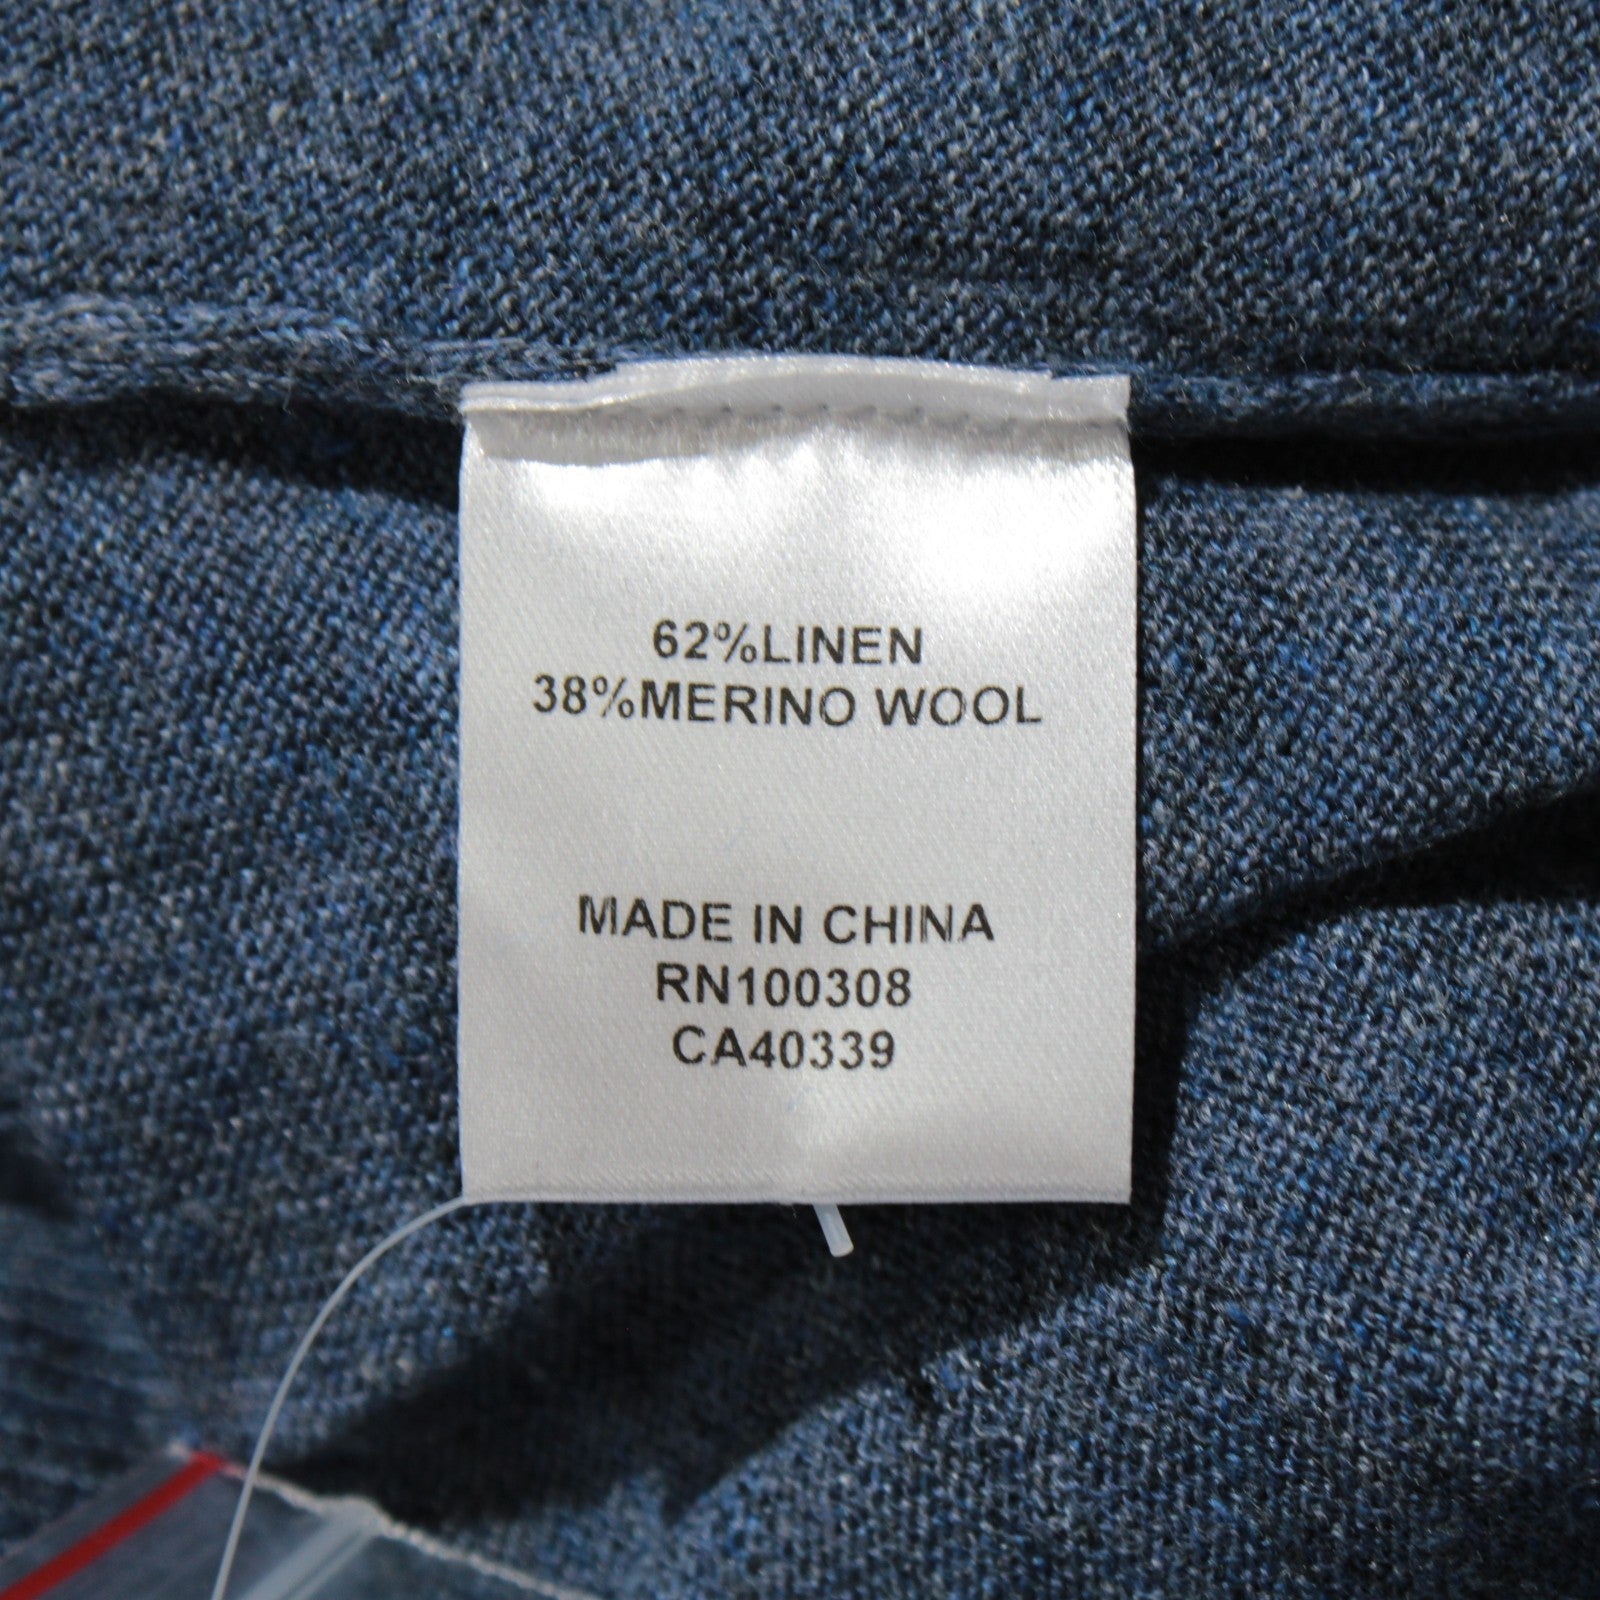 62%LINEN
38%MERINO WOOL
MADE IN CHINA
RN100308
CA40339